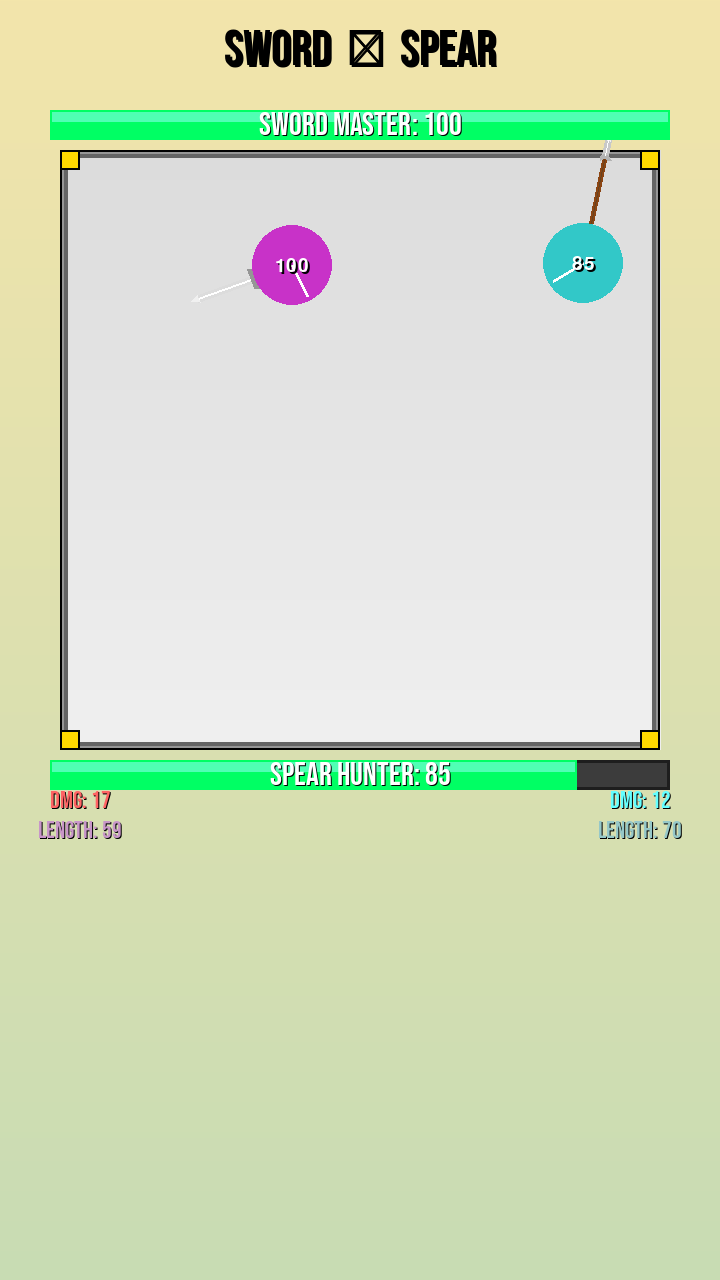 SWORD ☒ SPEAR
SWORD MASTER: 100
100
85
SPEAR HUNTER: 85
DMG: 17
DMG: 12
LENGTH: 59
LENGTH: 70